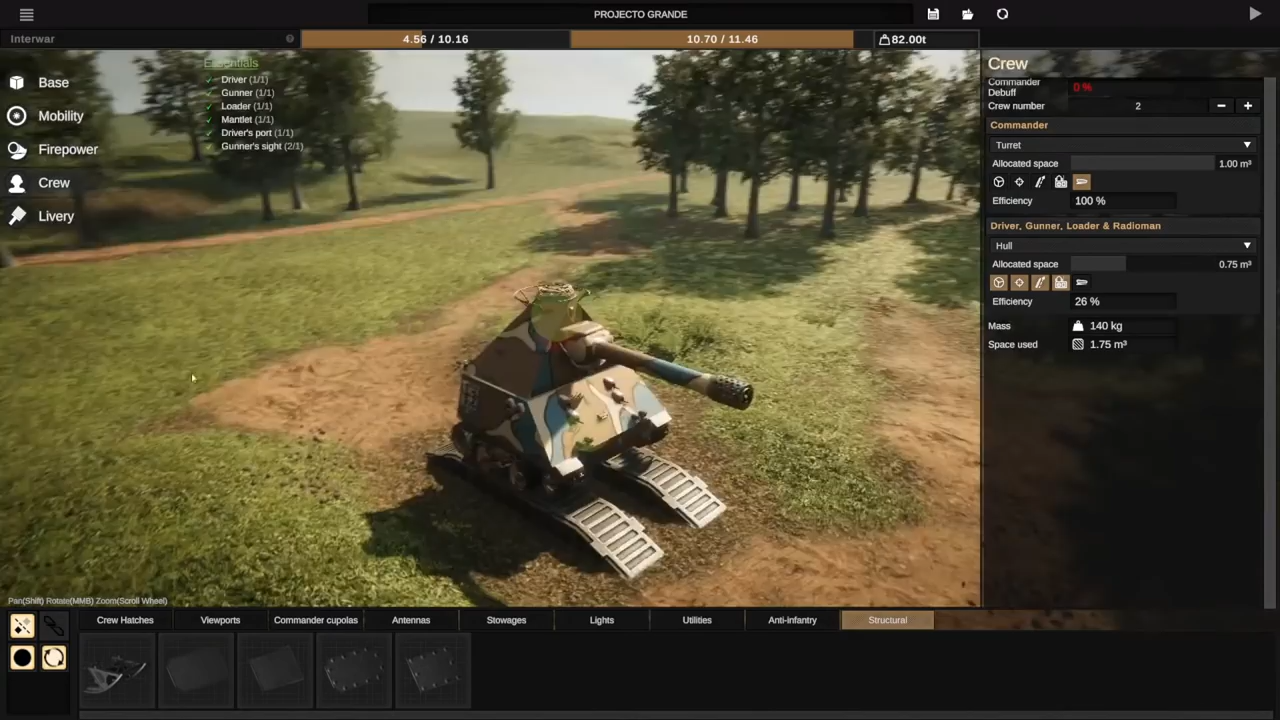 PROJECTO GRANDE
Interwar
4.56 / 10.16
10.70 / 11.46
82.00t
Essentials
Driver (1/1)
Gunner (1/1)
Loader (1/1)
Mantlet (1/1)
Driver's port (1/1)
Gunner's sight (2/1)
Base
Mobility
Firepower
Crew
Livery
Crew
Commander Debuff
0 %
Crew number
2
Commander
Turret
Allocated space
1.00 m³
Efficiency
100 %
Driver, Gunner, Loader & Radioman
Hull
Allocated space
0.75 m³
Efficiency
26 %
Mass
140 kg
Space used
1.75 m³
Pan(Shift) Rotate(MMB) Zoom(Scroll Wheel)
Crew Hatches
Viewports
Commander cupolas
Antennas
Stowages
Lights
Utilities
Anti-infantry
Structural